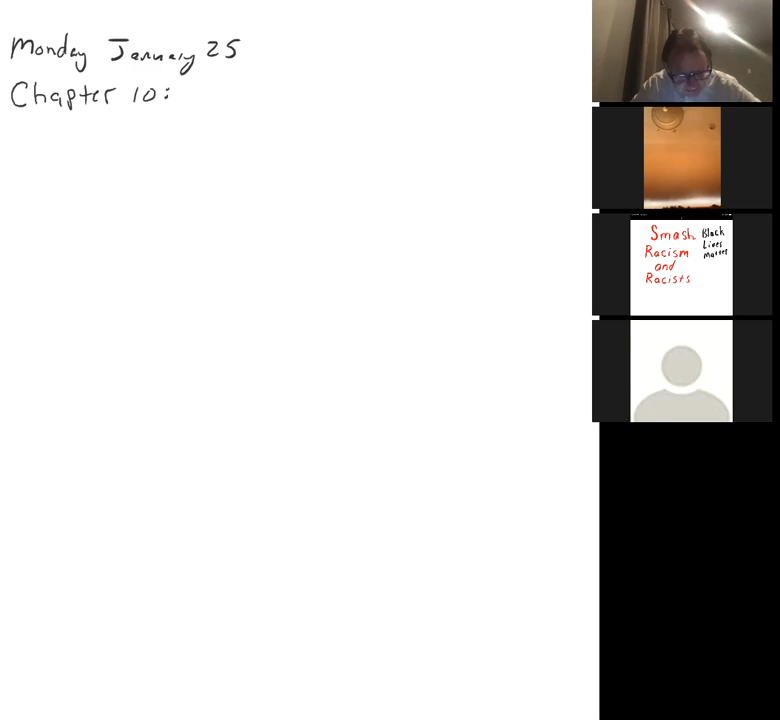 Monday January 25
Chapter 10:
Smash
Racism
and
Racists
Black
Lives
Matter